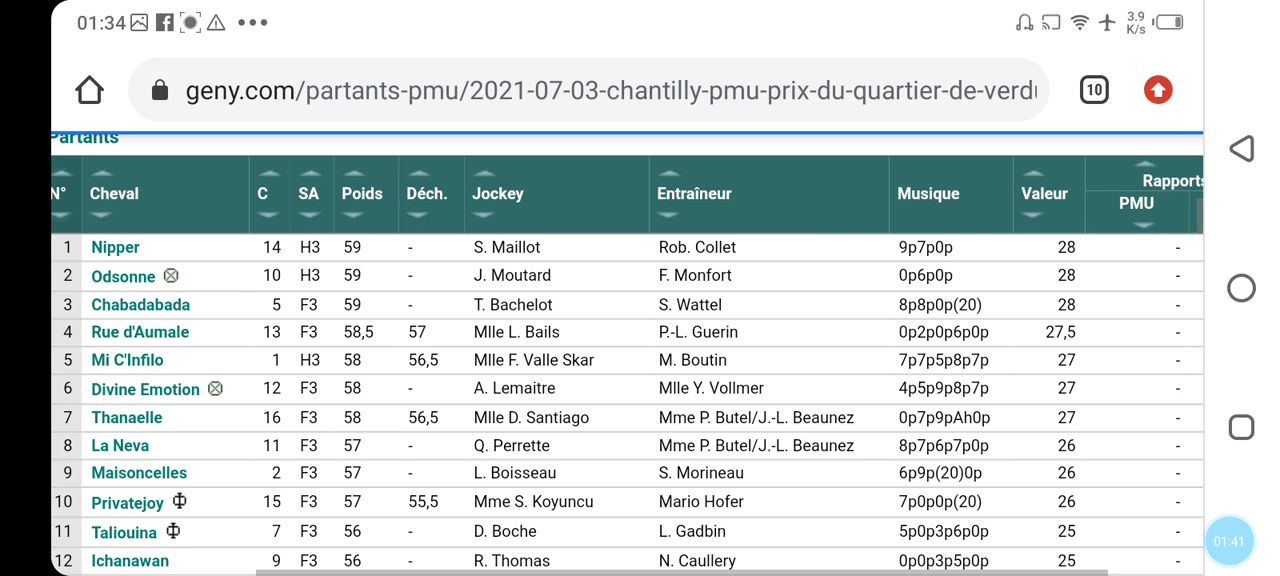 01:34
3.9
K/s
geny.com/partants-pmu/2021-07-03-chantilly-pmu-prix-du-quartier-de-verd
10
Partants
N° Cheval C SA Poids Déch. Jockey Entraîneur Musique Valeur Rapports
PMU
1 Nipper 14 H3 59 - S. Maillot Rob. Collet 9p7p0p 28 -
2 Odsonne 10 H3 59 - J. Moutard F. Monfort 0p6p0p 28 -
3 Chabadabada 5 F3 59 - T. Bachelot S. Wattel 8p8p0p(20) 28 -
4 Rue d'Aumale 13 F3 58,5 57 Mlle L. Bails P.-L. Guerin 0p2p0p6p0p 27,5 -
5 Mi C'Infilo 1 H3 58 56,5 Mlle F. Valle Skar M. Boutin 7p7p5p8p7p 27 -
6 Divine Emotion 12 F3 58 - A. Lemaitre Mlle Y. Vollmer 4p5p9p8p7p 27 -
7 Thanaelle 16 F3 58 56,5 Mlle D. Santiago Mme P. Butel/J.-L. Beaunez 0p7p9pAh0p 27 -
8 La Neva 11 F3 57 - Q. Perrette Mme P. Butel/J.-L. Beaunez 8p7p6p7p0p 26 -
9 Maisoncelles 2 F3 57 - L. Boisseau S. Morineau 6p9p(20)0p 26 -
10 Privatejoy 15 F3 57 55,5 Mme S. Koyuncu Mario Hofer 7p0p0p(20) 26 -
11 Taliouina 7 F3 56 - D. Boche L. Gadbin 5p0p3p6p0p 25 -
12 Ichanawan 9 F3 56 - R. Thomas N. Caullery 0p0p3p5p0p 25 -
01:41